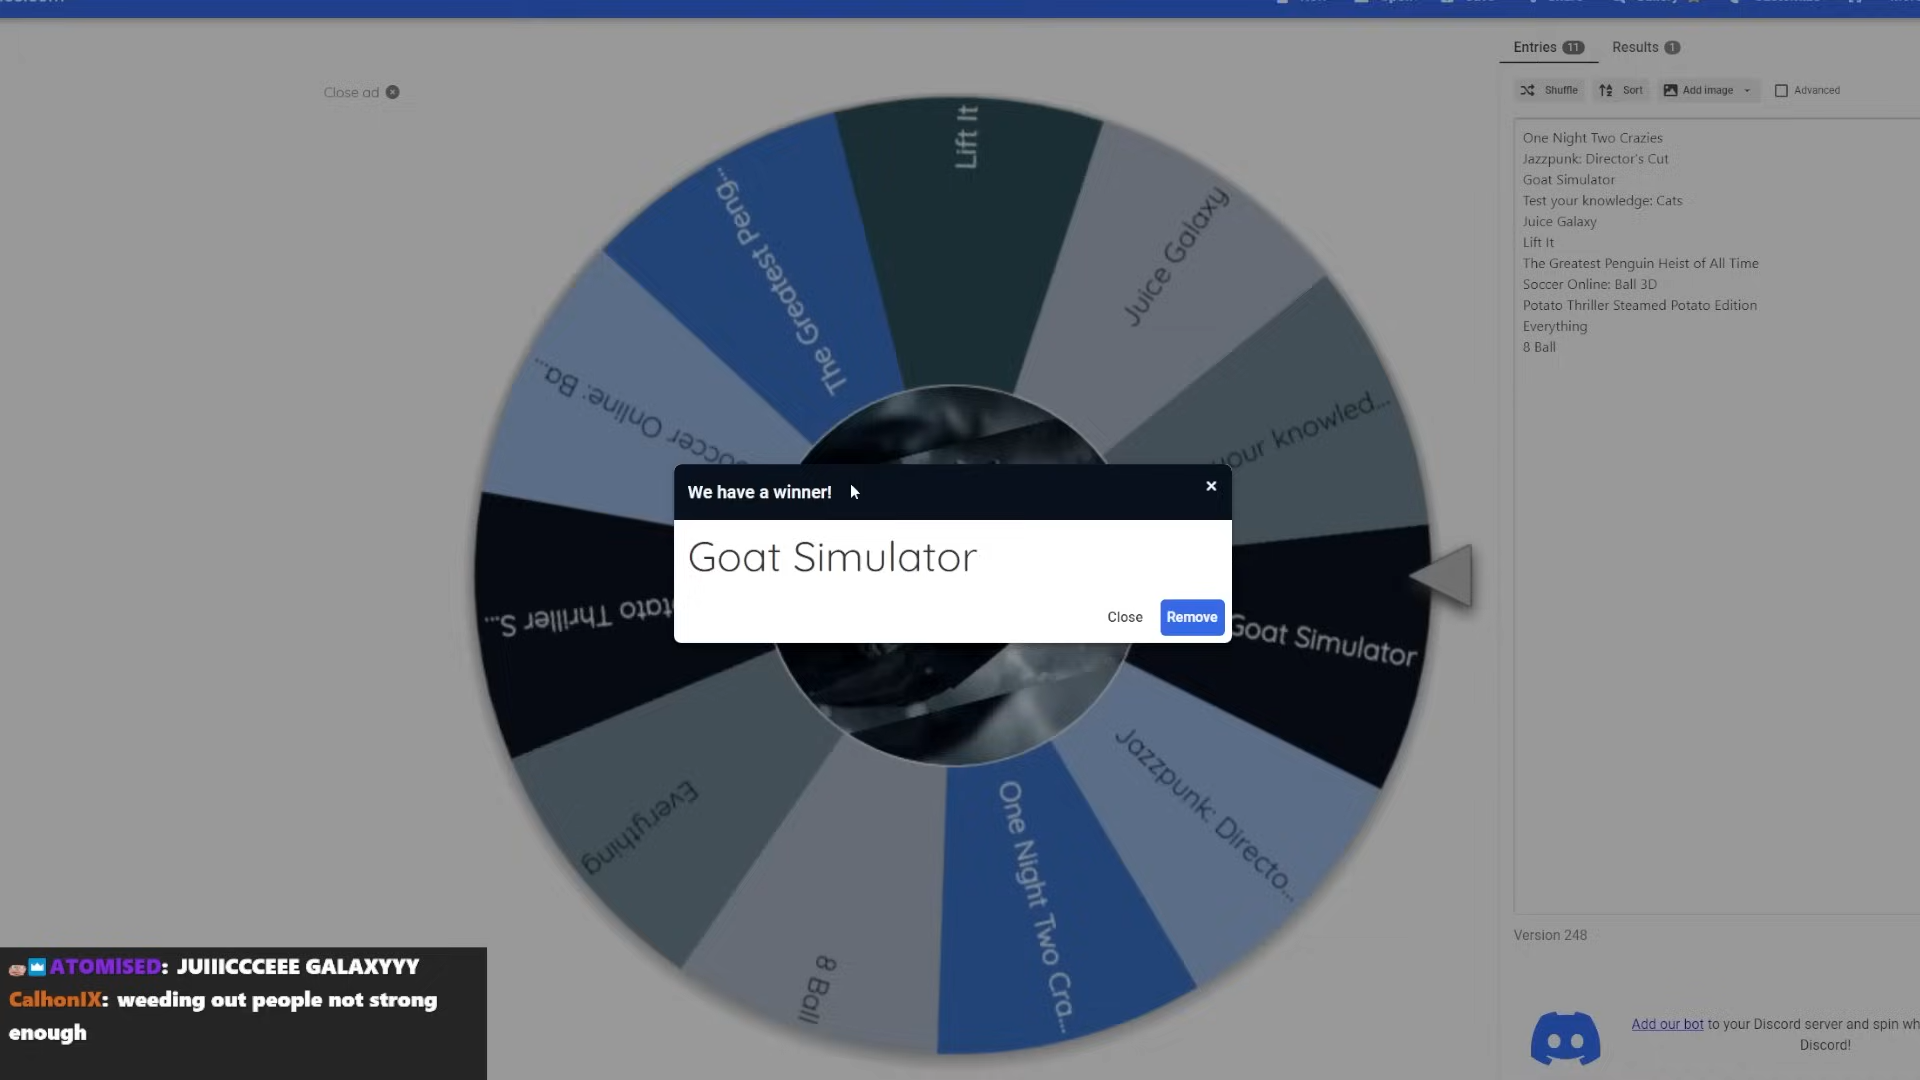 Entries 11 Results 1
Close ad
Shuffle Sort Add image Advanced
One Night Two Crazies
Jazzpunk: Director's Cut
Goat Simulator
Test your knowledge: Cats
Juice Galaxy
Lift It
The Greatest Penguin Heist of All Time
Soccer Online: Ball 3D
Potato Thriller Steamed Potato Edition
Everything
8 Ball
Lift It
Juice Galaxy
our knowled...
Goat Simulator
Jazzpunk: Directo...
One Night Two Cra...
8 Ball
Everything
tato Thriller S...
occer Online: Ba...
The Greatest Peng...
We have a winner!
Goat Simulator
Close Remove
Version 248
Add our bot to your Discord server and spin wh
Discord!
ATOMISED: JUIIICCCEEE GALAXYYY
CalhonIX: weeding out people not strong
enough